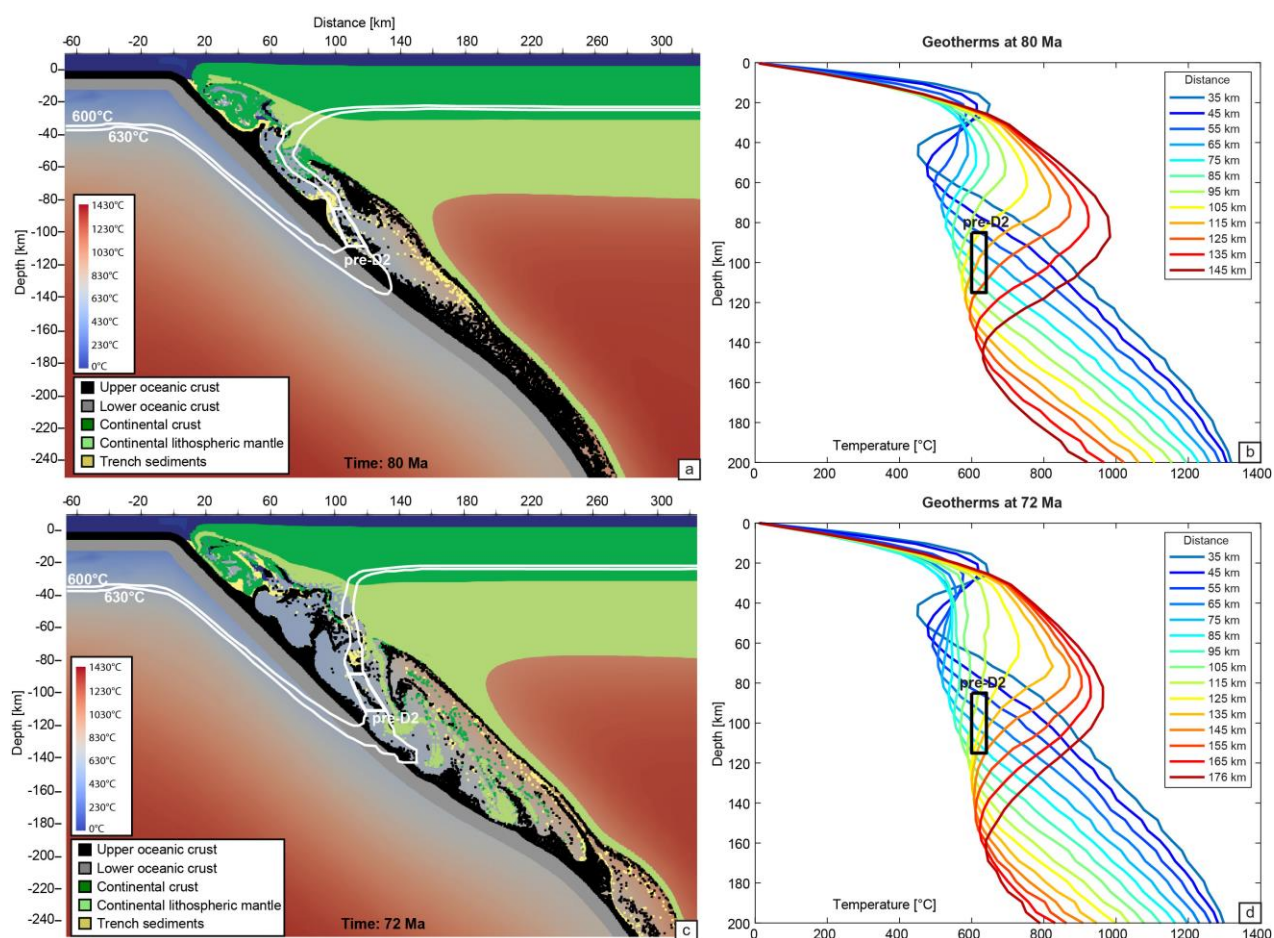 Distance [km]
-60 -20 20 60 100 140 180 220 260 300
Depth [km]
0
-20
-40
-60
-80
-100
-120
-140
-160
-180
-200
-220
-240
600°C
630°C
pre-D2
1430°C
1230°C
1030°C
830°C
630°C
430°C
230°C
0°C
Upper oceanic crust
Lower oceanic crust
Continental crust
Continental lithospheric mantle
Trench sediments
Time: 80 Ma
a
Geotherms at 80 Ma
Depth [km]
0
20
40
60
80
100
120
140
160
180
200
Distance
35 km
45 km
55 km
65 km
75 km
85 km
95 km
105 km
115 km
125 km
135 km
145 km
pre-D2
Temperature [°C]
b
0 200 400 600 800 1000 1200 1400
-60 -20 20 60 100 140 180 220 260 300
Depth [km]
0
-20
-40
-60
-80
-100
-120
-140
-160
-180
-200
-220
-240
600°C
630°C
pre-D2
1430°C
1230°C
1030°C
830°C
630°C
430°C
230°C
0°C
Upper oceanic crust
Lower oceanic crust
Continental crust
Continental lithospheric mantle
Trench sediments
Time: 72 Ma
c
Geotherms at 72 Ma
Depth [km]
0
20
40
60
80
100
120
140
160
180
200
Distance
35 km
45 km
55 km
65 km
75 km
85 km
95 km
105 km
115 km
125 km
135 km
145 km
155 km
165 km
176 km
pre-D2
Temperature [°C]
d
0 200 400 600 800 1000 1200 1400